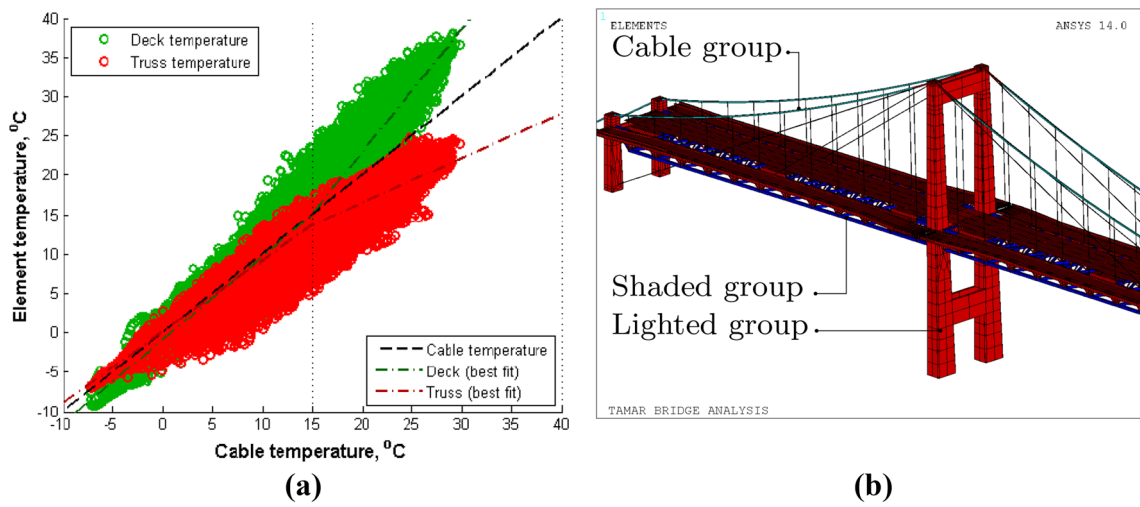 Deck temperature
Truss temperature
Element temperature, °C
40
35
30
25
20
15
10
5
0
-5
-10
Cable temperature
Deck (best fit)
Truss (best fit)
-10 -5 0 5 10 15 20 25 30 35 40
Cable temperature, °C
(a)
1
ELEMENTS
ANSYS 14.0
Cable group
Shaded group
Lighted group
TAMAR BRIDGE ANALYSIS
(b)